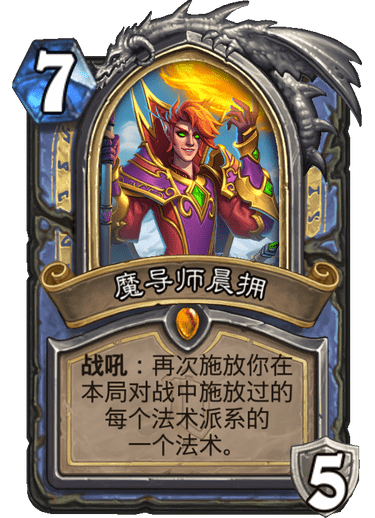 7
魔导师晨拥
战吼：再次施放你在
本局对战中施放过的
每个法术派系的
一个法术。
5